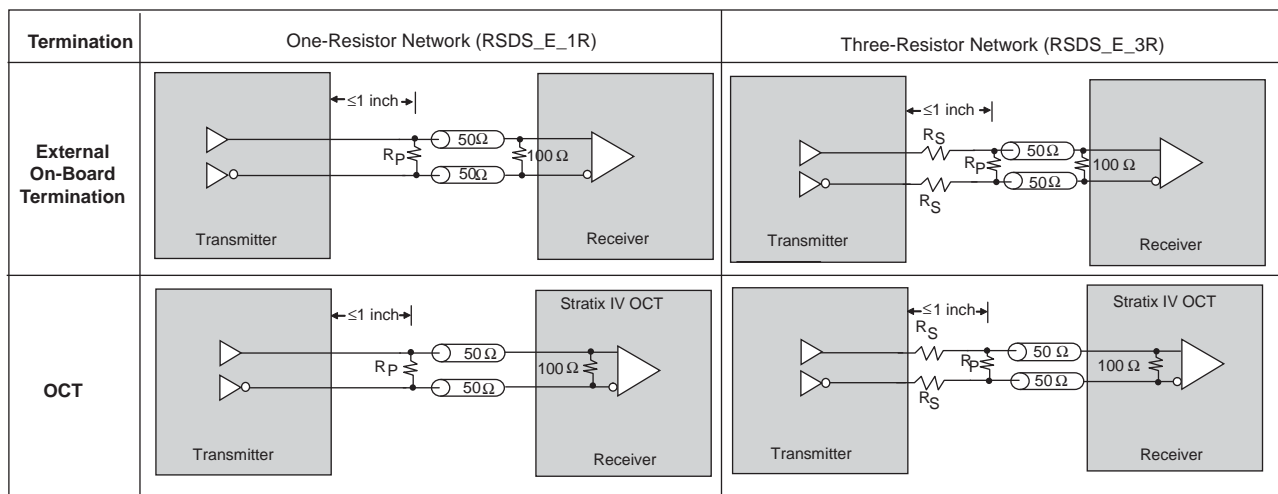 Termination
One-Resistor Network (RSDS_E_1R)
Three-Resistor Network (RSDS_E_3R)
External
On-Board
Termination
≤1 inch
50Ω
RP
100 Ω
50Ω
Transmitter
Receiver
≤1 inch
RS
50Ω
RP
100 Ω
50Ω
RS
Transmitter
Receiver
OCT
Stratix IV OCT
≤1 inch
50Ω
RP
100Ω
50Ω
Transmitter
Receiver
Stratix IV OCT
≤1 inch
RS
50 Ω
RP
100 Ω
50 Ω
RS
Transmitter
Receiver